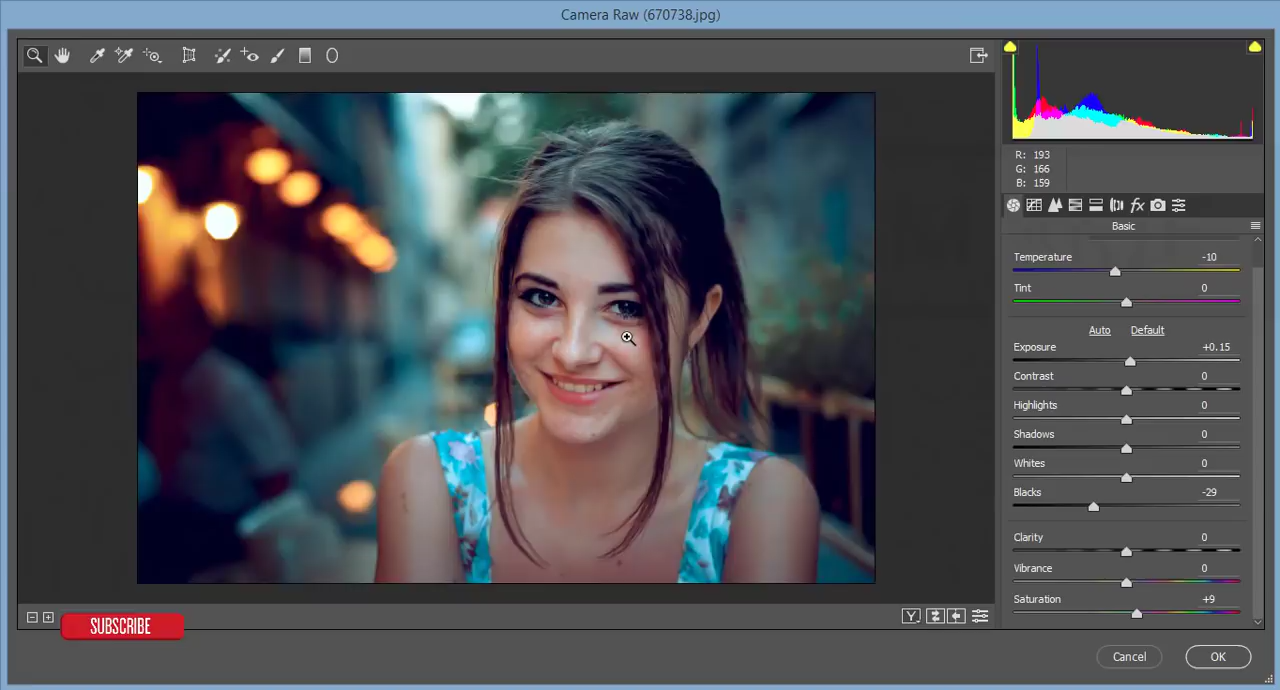 Camera Raw (670738.jpg)
R: 193
G: 166
B: 159
fx
Basic
Temperature -10
Tint 0
Auto Default
Exposure +0.15
Contrast 0
Highlights 0
Shadows 0
Whites 0
Blacks -29
Clarity 0
Vibrance 0
Saturation +9
Y
SUBSCRIBE
Cancel OK